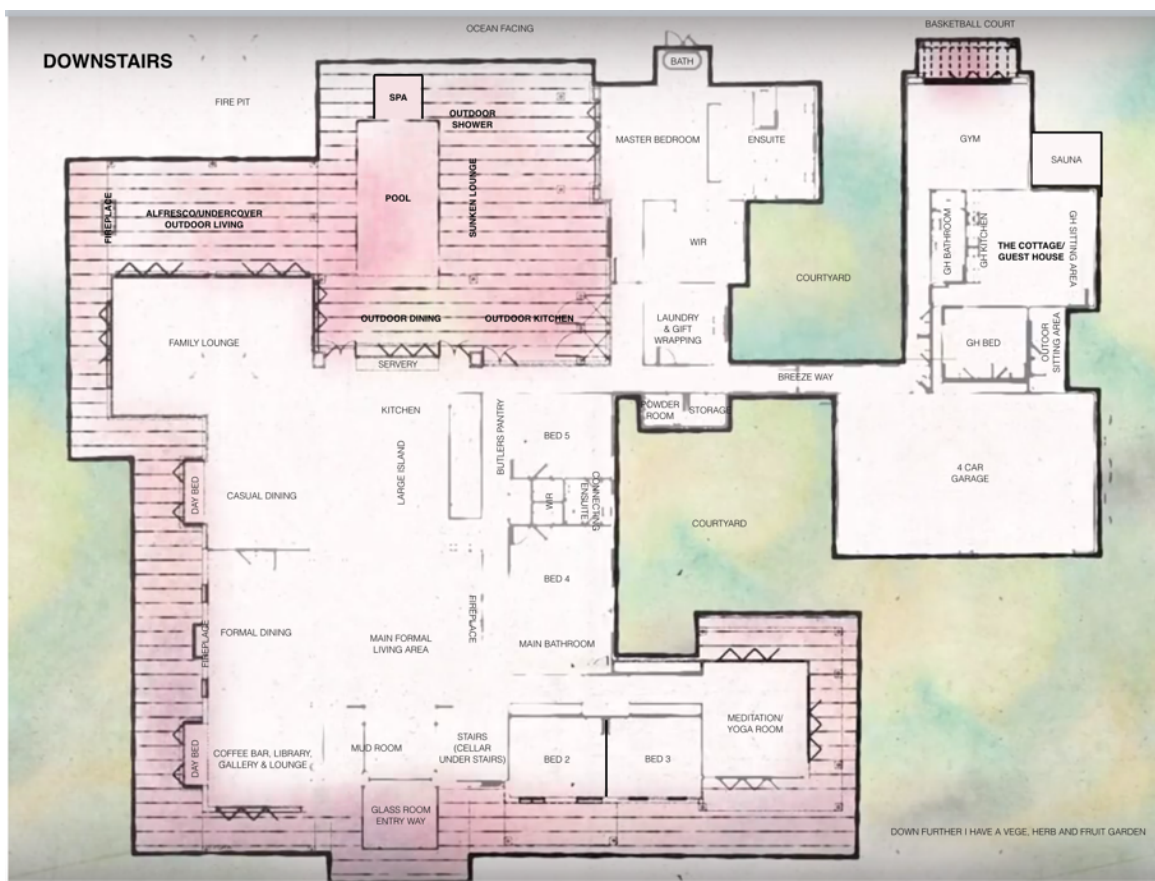 OCEAN FACING
BASKETBALL COURT
DOWNSTAIRS
BATH
SPA
FIRE PIT
OUTDOOR
SHOWER
MASTER BEDROOM
ENSUITE
GYM
SAUNA
FIREPLACE
ALFRESCO/UNDERCOVER
OUTDOOR LIVING
POOL
SUNKEN LOUNGE
WIR
GH BATHROOM
GH KITCHEN
THE COTTAGE/
GUEST HOUSE
GH SITTING AREA
COURTYARD
OUTDOOR DINING
OUTDOOR KITCHEN
LAUNDRY
& GIFT
WRAPPING
FAMILY LOUNGE
SERVERY
GH BED
OUTOOR
SITTING AREA
BREEZE WAY
KITCHEN
LARGE ISLAND
BUTLERS PANTRY
POWDER
ROOM
STORAGE
BED 5
DAY BED
CASUAL DINING
WIR
CONNECTING
ENSUITE
4 CAR
GARAGE
COURTYARD
BED 4
FIREPLACE
FORMAL DINING
MAIN FORMAL
LIVING AREA
FIREPLACE
MAIN BATHROOM
DAY BED
COFFEE BAR, LIBRARY,
GALLERY & LOUNGE
MUD ROOM
STAIRS
(CELLAR
UNDER STAIRS)
BED 2
BED 3
MEDITATION/
YOGA ROOM
GLASS ROOM
ENTRY WAY
DOWN FURTHER I HAVE A VEGE, HERB AND FRUIT GARDEN